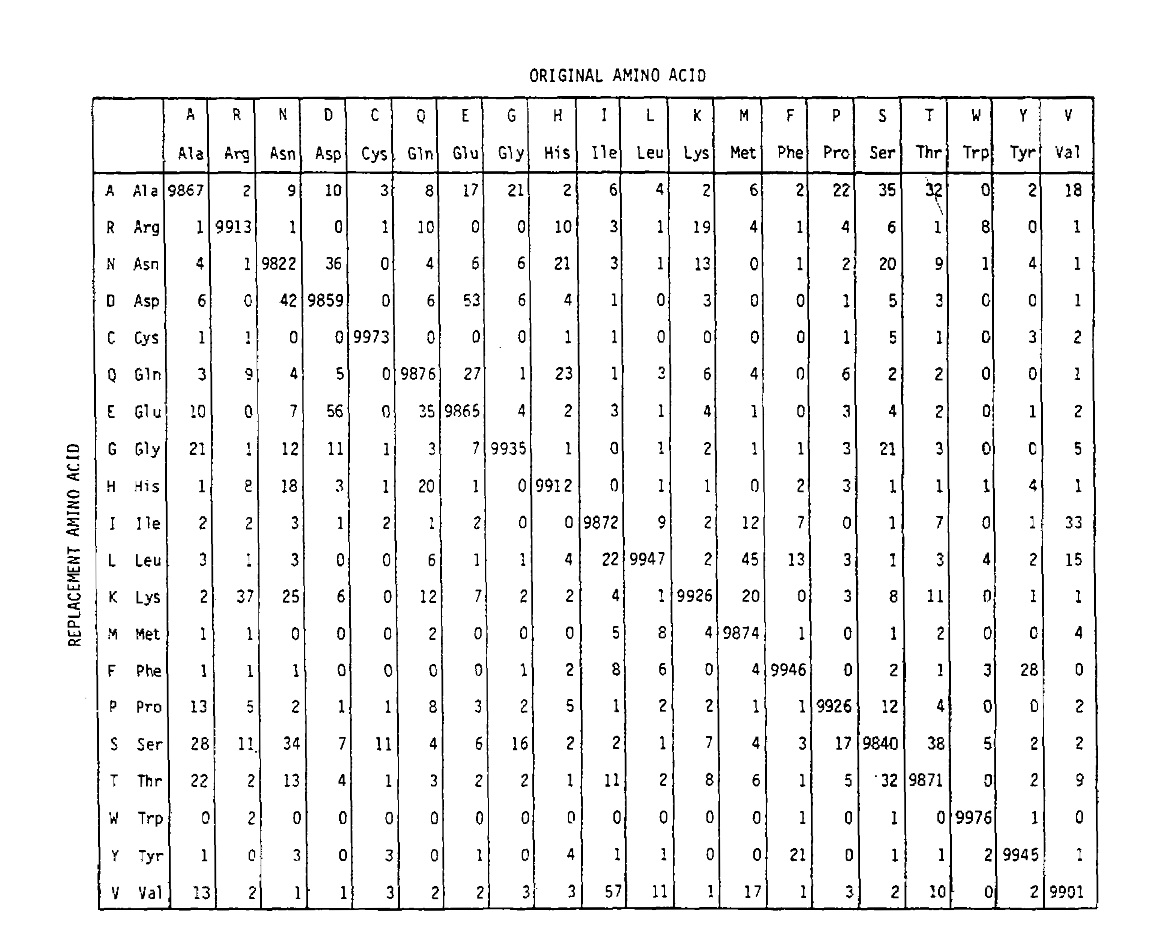 ORIGINAL AMINO ACID
A R N D C Q E G H I L K M F P S T W Y V
Ala Arg Asn Asp Cys Gln Glu Gly His Ile Leu Lys Met Phe Pro Ser Thr Trp Tyr Val
A Ala 9867 2 9 10 3 8 17 21 2 6 4 2 6 2 22 35 32 0 2 18
R Arg 1 9913 1 0 1 10 0 0 10 3 1 19 4 1 4 6 1 8 0 1
N Asn 4 1 9822 36 0 4 6 6 21 3 1 13 0 1 2 20 9 1 4 1
D Asp 6 0 42 9859 0 6 53 6 4 1 0 3 0 0 1 5 3 0 0 1
C Cys 1 1 0 0 9973 0 0 0 1 1 0 0 0 0 1 5 1 0 3 2
Q Gln 3 9 4 5 0 9876 27 1 23 1 3 6 4 0 6 2 2 0 0 1
E Glu 10 0 7 56 0 35 9865 4 2 3 1 4 1 0 3 4 2 0 1 2
G Gly 21 1 12 11 1 3 7 9935 1 0 1 2 1 1 3 21 3 0 0 5
H His 1 8 18 3 1 20 1 0 9912 0 1 1 0 2 3 1 1 1 4 1
I Ile 2 2 3 1 2 1 2 0 0 9872 9 2 12 7 0 1 7 0 1 33
L Leu 3 1 3 0 0 6 1 1 4 22 9947 2 45 13 3 1 3 4 2 15
K Lys 2 37 25 6 0 12 7 2 2 4 1 9926 20 0 3 8 11 0 1 1
M Met 1 1 0 0 0 2 0 0 0 5 8 4 9874 1 0 1 2 0 0 4
F Phe 1 1 1 0 0 0 0 1 2 8 6 0 4 9946 0 2 1 3 28 0
P Pro 13 5 2 1 1 8 3 2 5 1 2 2 1 1 9926 12 4 0 0 2
S Ser 28 11 34 7 11 4 6 16 2 2 1 7 4 3 17 9840 38 5 2 2
T Thr 22 2 13 4 1 3 2 2 1 11 2 8 6 1 5 32 9871 0 2 9
W Trp 0 2 0 0 0 0 0 0 0 0 0 0 0 1 0 1 0 9976 1 0
Y Tyr 1 0 3 0 3 0 1 0 4 1 1 0 0 21 0 1 1 2 9945 1
V Val 13 2 1 1 3 2 2 3 3 57 11 1 17 1 3 2 10 0 2 9901
REPLACEMENT AMINO ACID